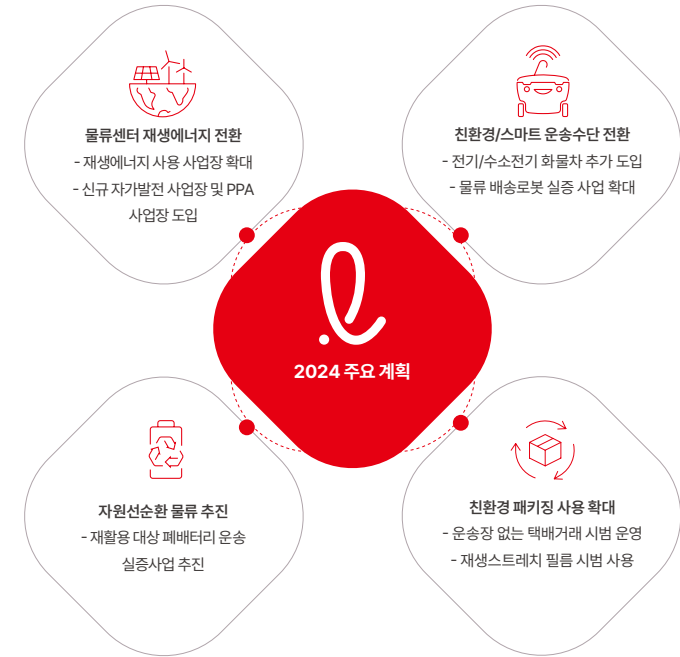 물류센터 재생에너지 전환
- 재생에너지 사용 사업장 확대
- 신규 자가발전 사업장 및 PPA
사업장 도입
친환경/스마트 운송수단 전환
- 전기/수소전기 화물차 추가 도입
- 물류 배송로봇 실증 사업 확대
2024 주요 계획
자원선순환 물류 추진
- 재활용 대상 폐배터리 운송
실증사업 추진
친환경 패키징 사용 확대
- 운송장 없는 택배거래 시범 운영
- 재생스트레치 필름 시범 사용